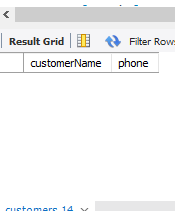 Result Grid Filter Rows
customerName phone
customers 14